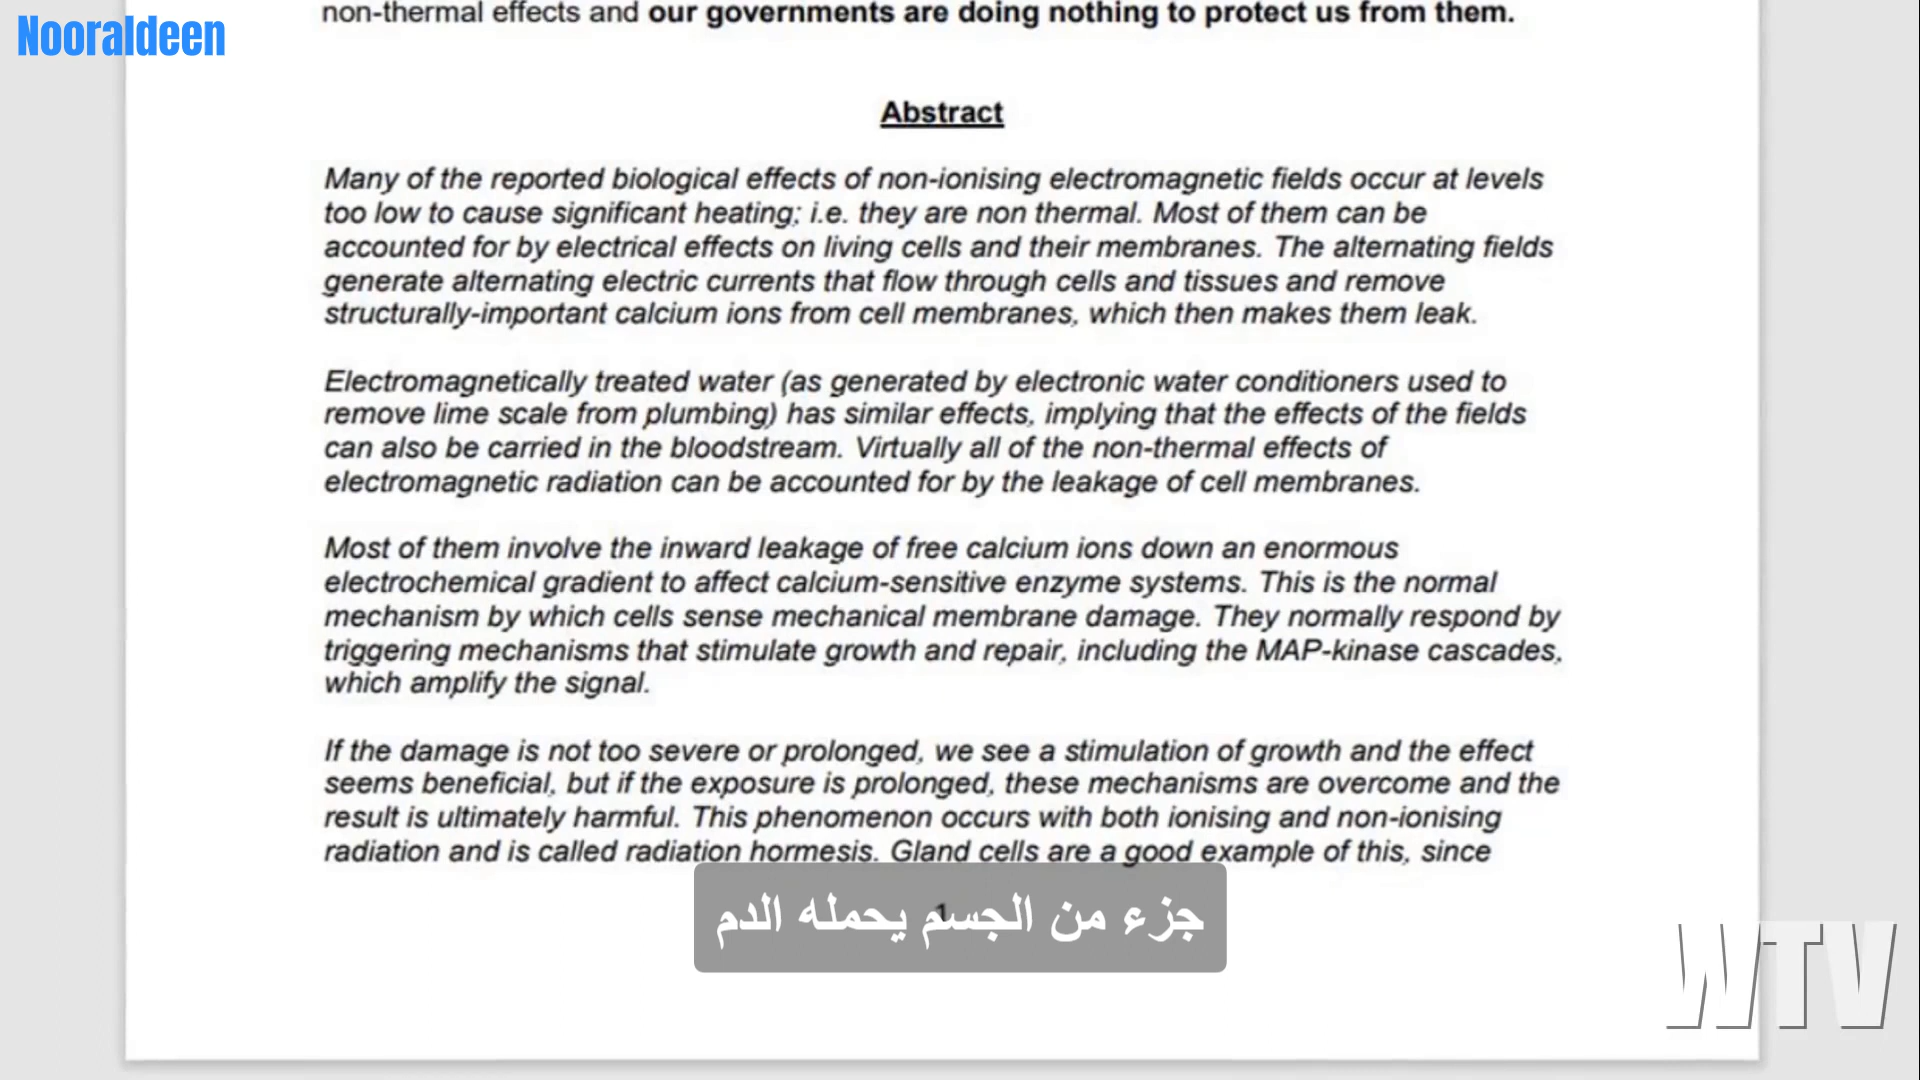 non-thermal effects and our governments are doing nothing to protect us from them.
Nooraldeen
Abstract
Many of the reported biological effects of non-ionising electromagnetic fields occur at levels
too low to cause significant heating; i.e. they are non thermal. Most of them can be
accounted for by electrical effects on living cells and their membranes. The alternating fields
generate alternating electric currents that flow through cells and tissues and remove
structurally-important calcium ions from cell membranes, which then makes them leak.
Electromagnetically treated water (as generated by electronic water conditioners used to
remove lime scale from plumbing) has similar effects, implying that the effects of the fields
can also be carried in the bloodstream. Virtually all of the non-thermal effects of
electromagnetic radiation can be accounted for by the leakage of cell membranes.
Most of them involve the inward leakage of free calcium ions down an enormous
electrochemical gradient to affect calcium-sensitive enzyme systems. This is the normal
mechanism by which cells sense mechanical membrane damage. They normally respond by
triggering mechanisms that stimulate growth and repair, including the MAP-kinase cascades,
which amplify the signal.
If the damage is not too severe or prolonged, we see a stimulation of growth and the effect
seems beneficial, but if the exposure is prolonged, these mechanisms are overcome and the
result is ultimately harmful. This phenomenon occurs with both ionising and non-ionising
radiation and is called radiation hormesis. Gland cells are a good example of this, since
1
جزء من الجسم يحمله الدم
WTV